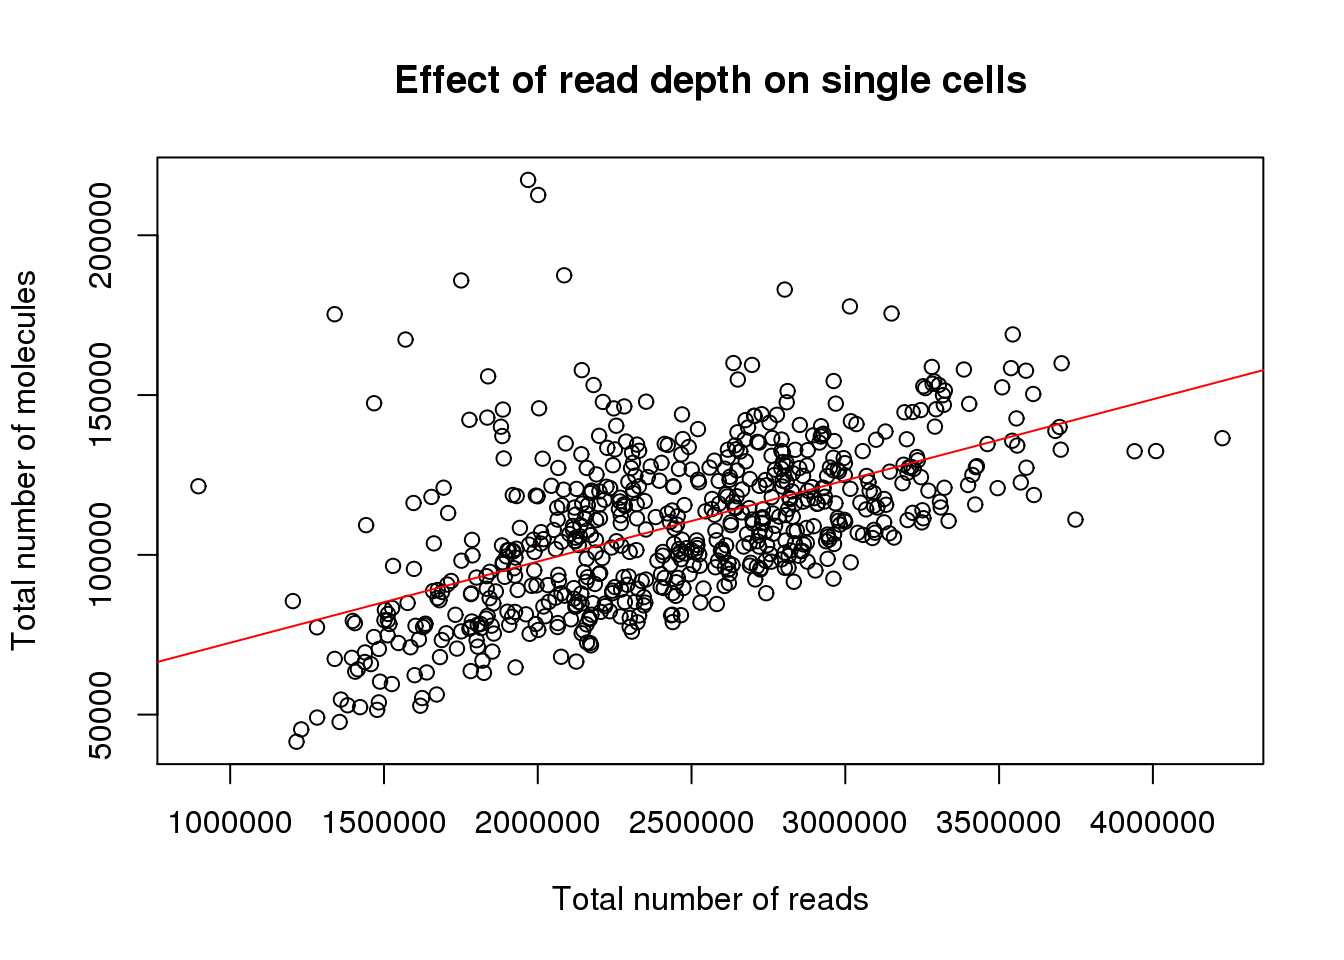 Effect of read depth on single cells
Total number of molecules
200000
150000
100000
50000
1000000 1500000 2000000 2500000 3000000 3500000 4000000
Total number of reads